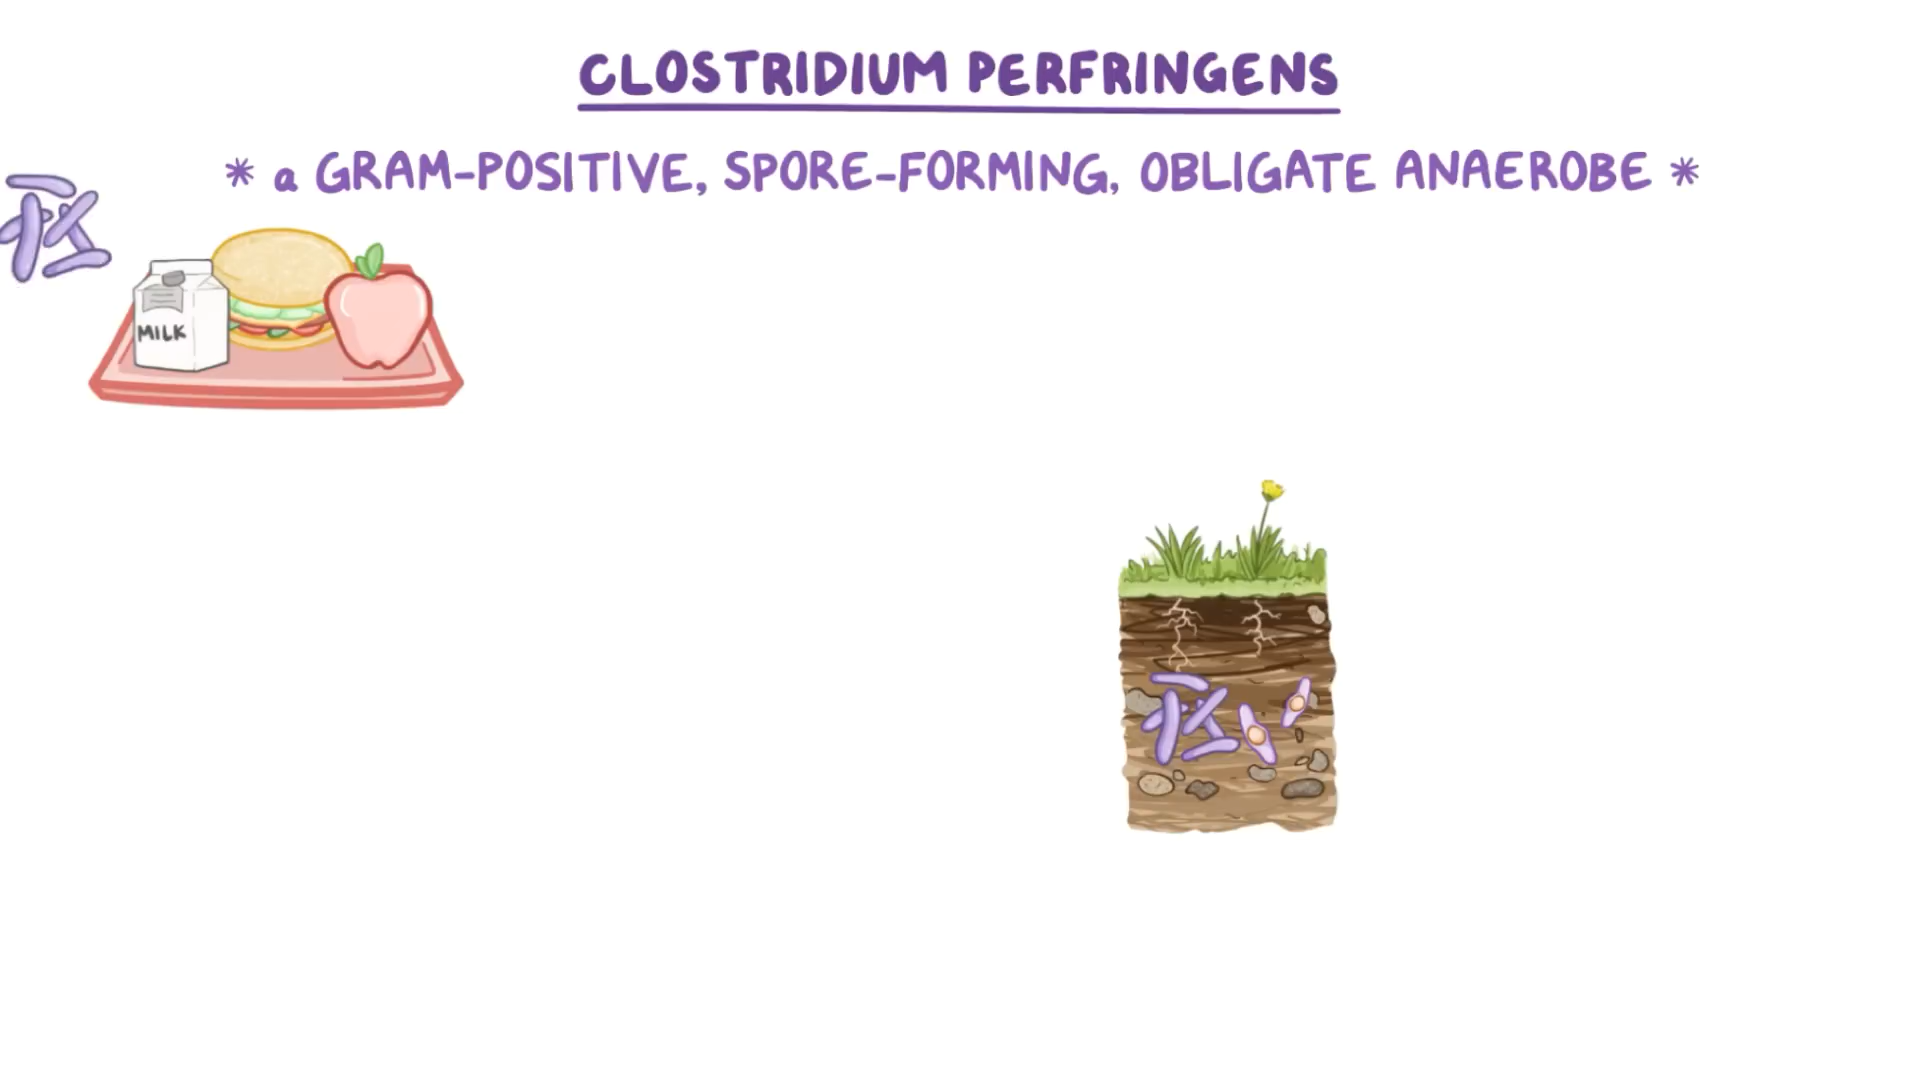 CLOSTRIDIUM PERFRINGENS
* a GRAM-POSITIVE, SPORE-FORMING, OBLIGATE ANAEROBE *
MILK